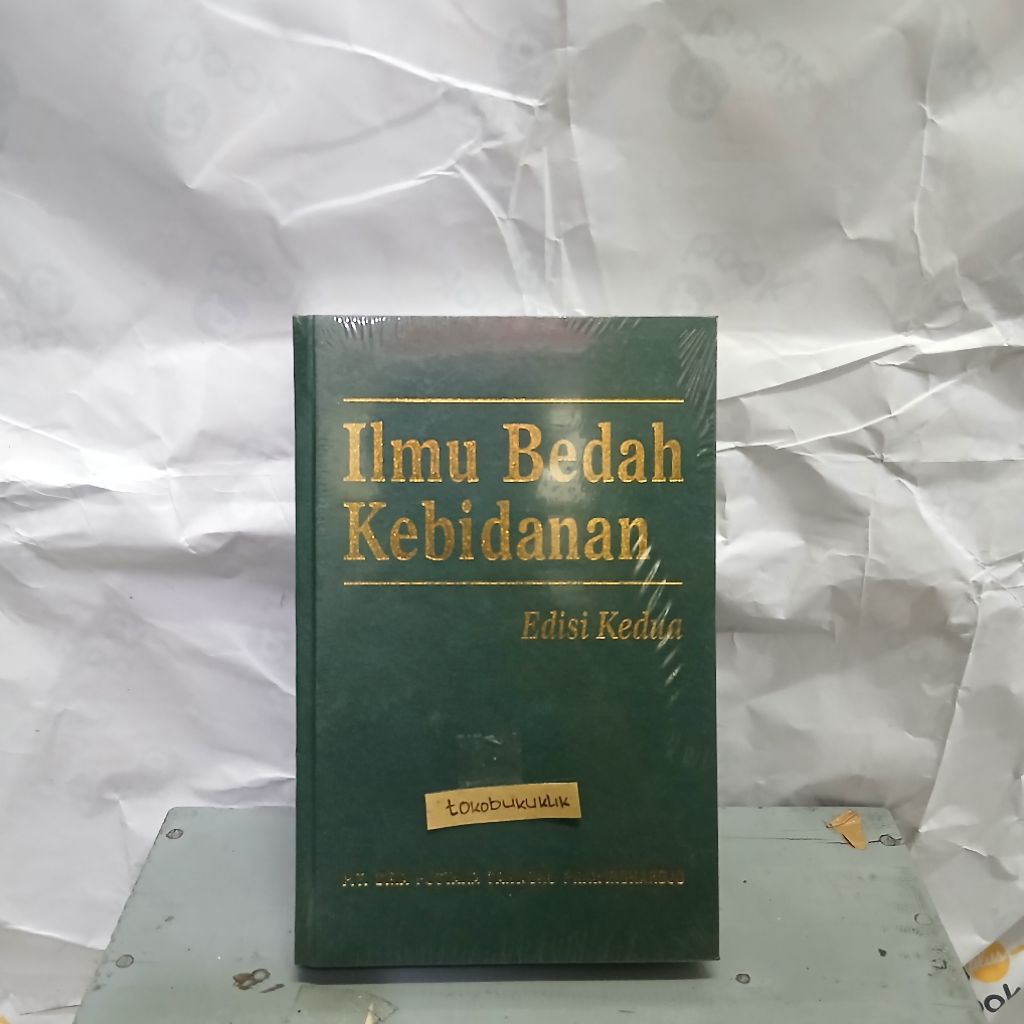 Ilmu Bedah
Kebidanan
Edisi Kedua
tokobukuklik